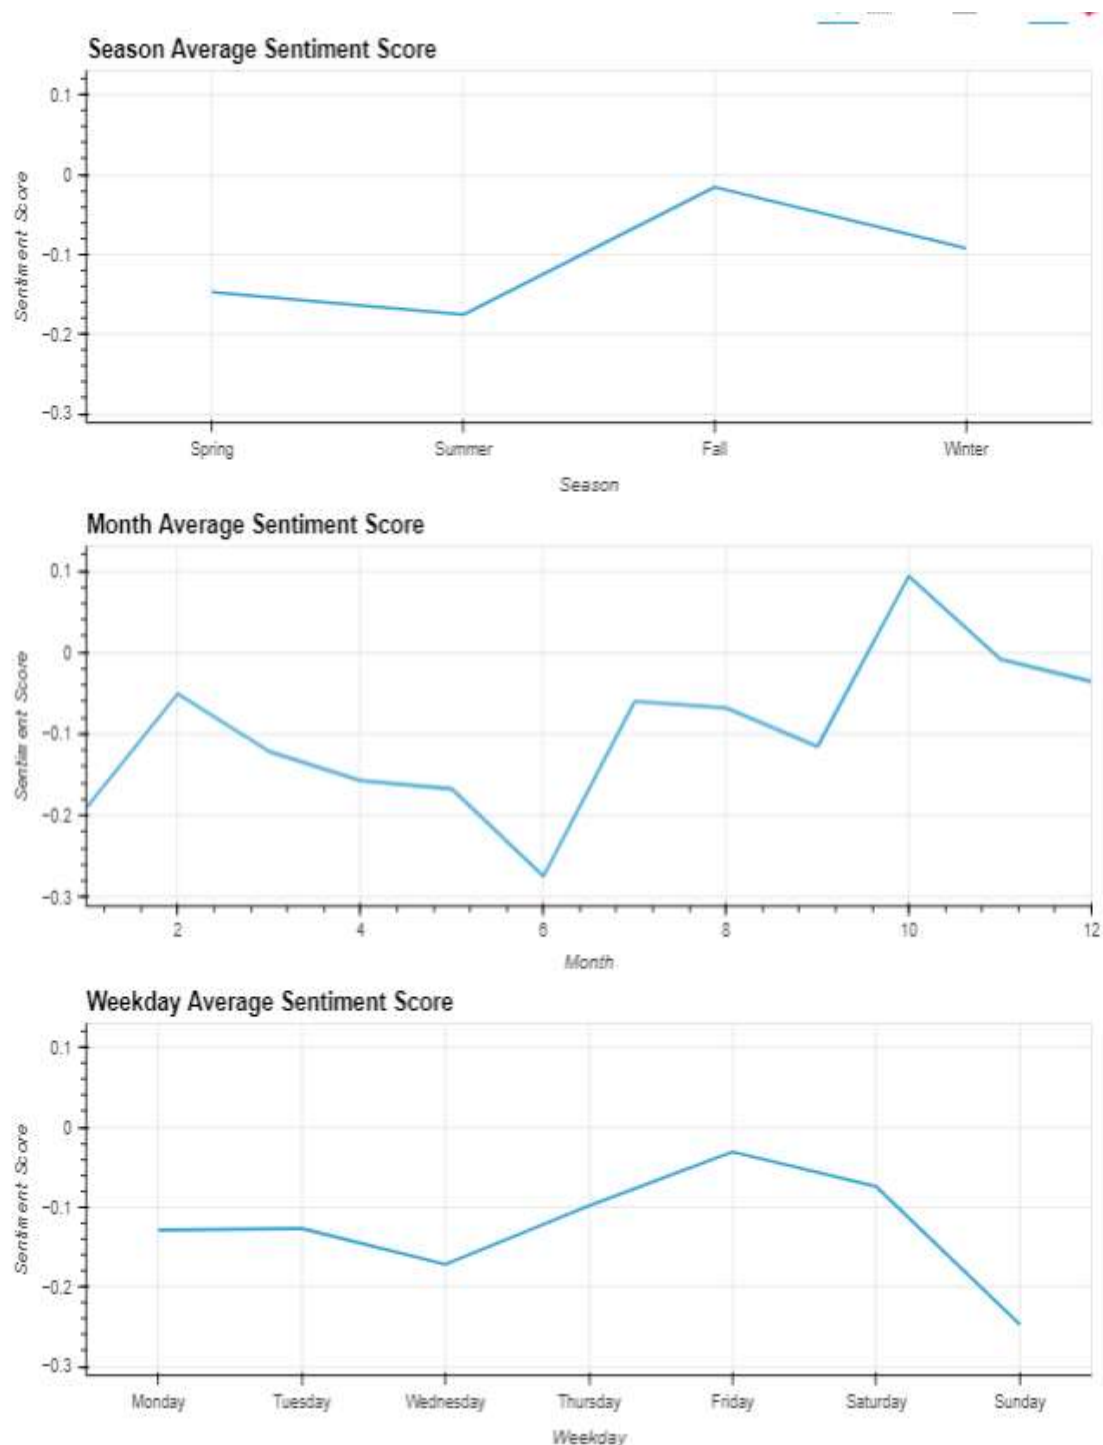 Season Average Sentiment Score
0.1
0
−0.1
−0.2
−0.3
Sentiment Score
Spring Summer Fall Winter
Season
Month Average Sentiment Score
0.1
0
−0.1
−0.2
−0.3
Sentiment Score
2 4 6 8 10 12
Month
Weekday Average Sentiment Score
0.1
0
−0.1
−0.2
−0.3
Sentiment Score
Monday Tuesday Wednesday Thursday Friday Saturday Sunday
Weekday